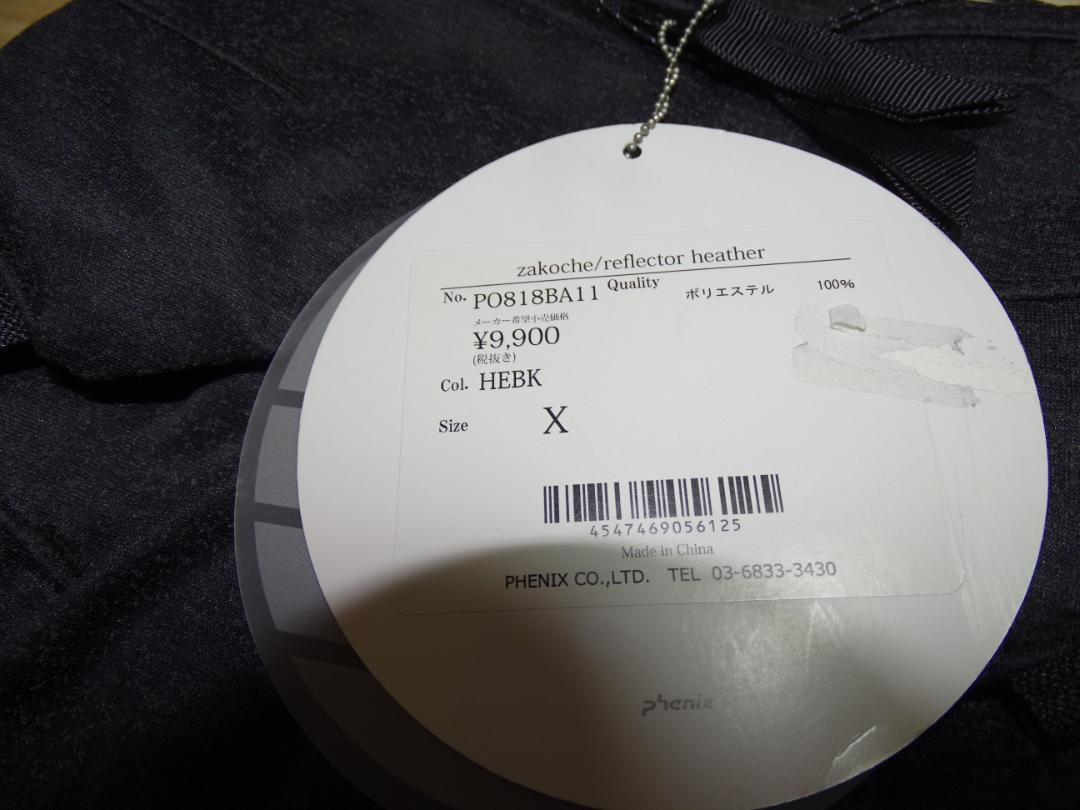 zakoche/reflector heather
No. PO818BA11 Quality ポリエステル 100%
メーカー希望小売価格
¥9,900
(税抜き)
Col. HEBK
Size X
4547469056125
Made in China
PHENIX CO.,LTD. TEL 03-6833-3430
phenix